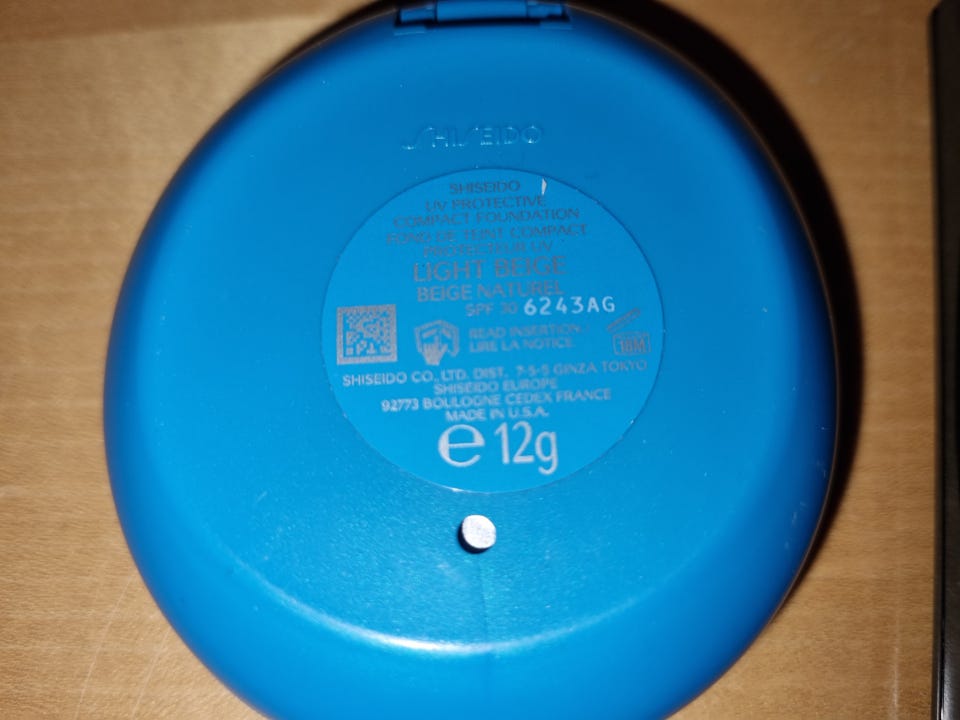 SHISEIDO
SHISEIDO
UV PROTECTIVE
COMPACT FOUNDATION
FOND DE TEINT COMPACT
PROTECTEUR UV
LIGHT BEIGE
BEIGE NATUREL
SPF 30 6243AG
READ INSERTION.
LIRE LA NOTICE.
18M
SHISEIDO CO., LTD. DIST. 7-5-5 GINZA TOKYO
SHISEIDO EUROPE
92773 BOULOGNE CEDEX FRANCE
MADE IN U.S.A.
e 12g